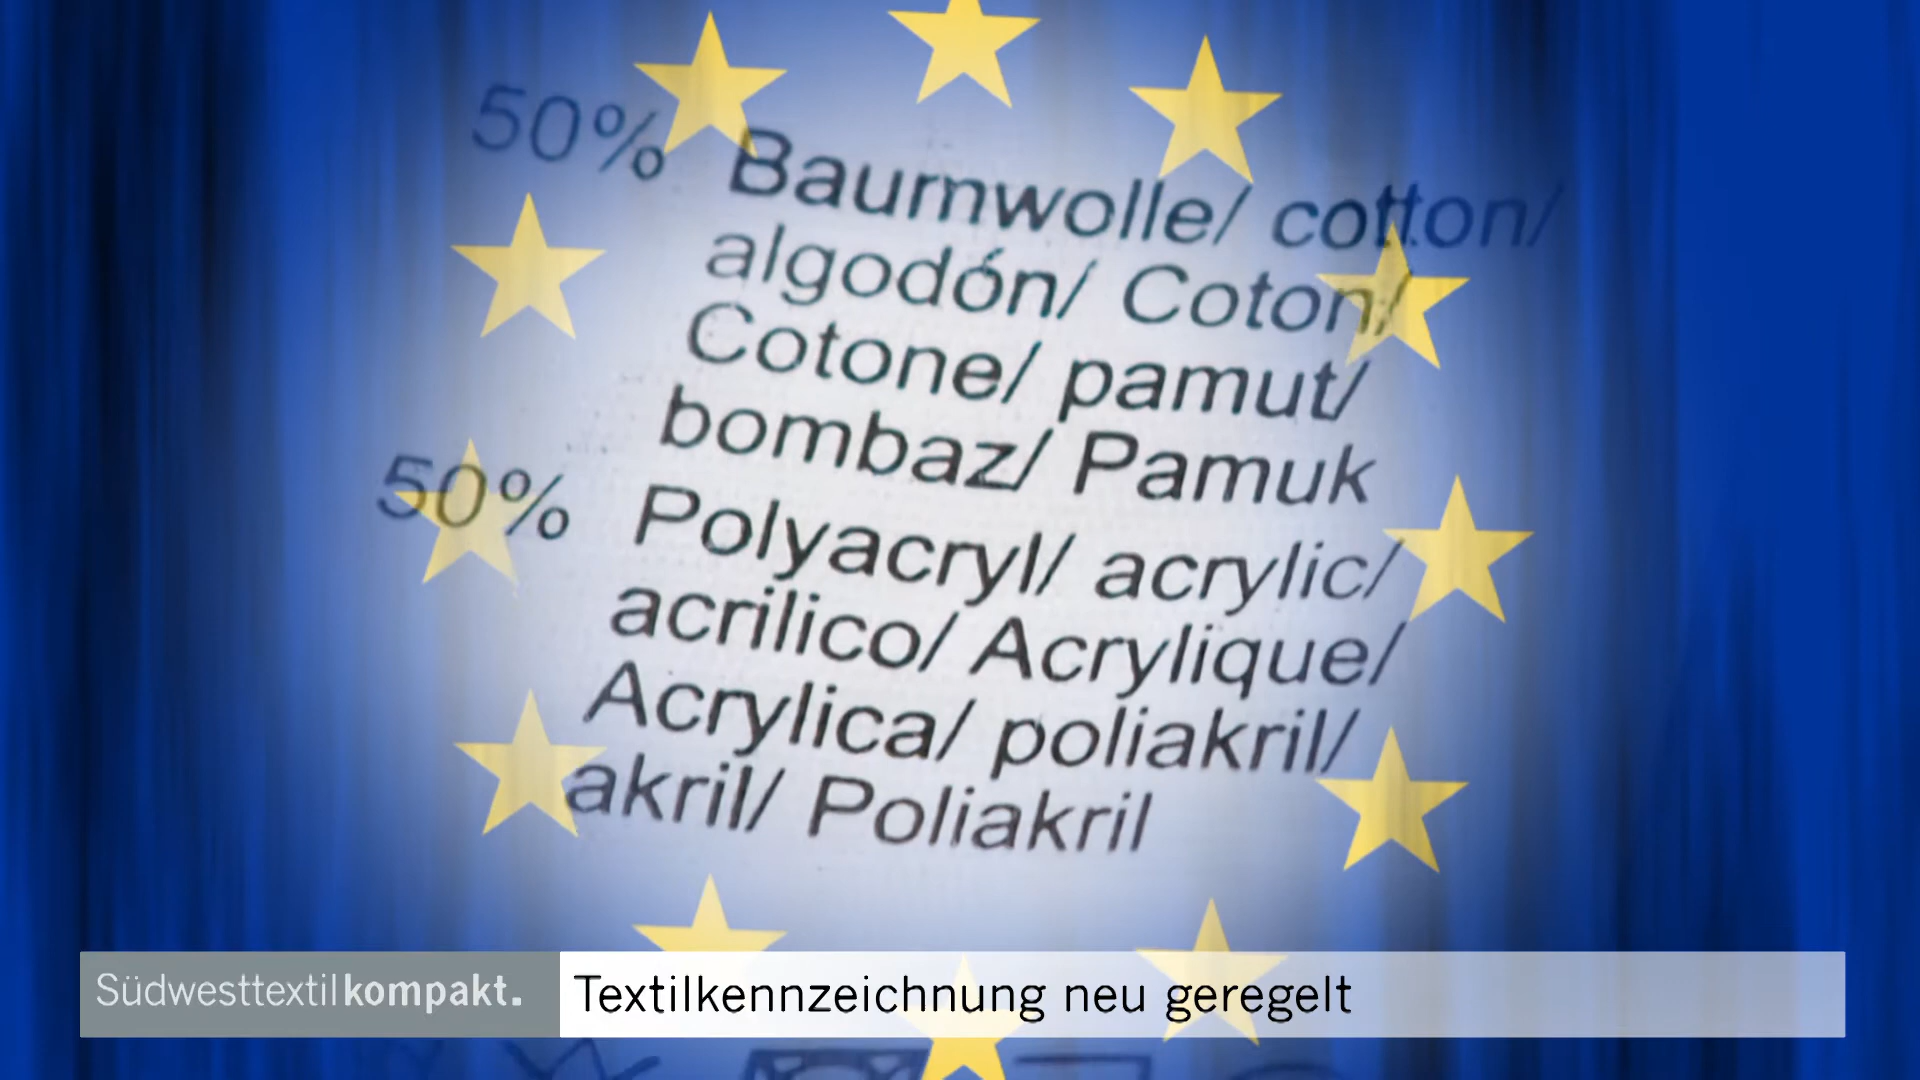 50% Baumwolle/ cotton/
algodón/ Coton/
Cotone/ pamut/
bombaz/ Pamuk
50% Polyacryl/ acrylic/
acrilico/ Acrylique/
Acrylica/ poliakril/
akril/ Poliakril
Südwesttextilkompakt. Textilkennzeichnung neu geregelt